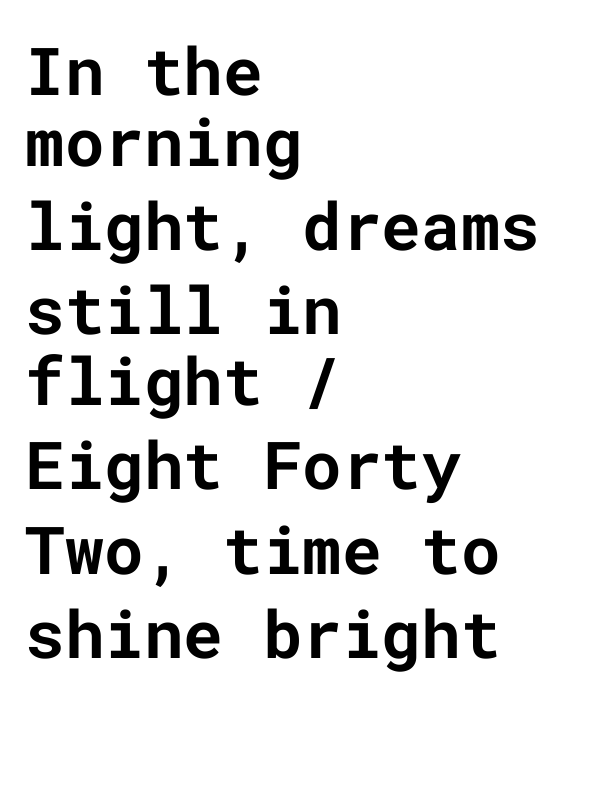 In the
morning
light, dreams
still in
flight /
Eight Forty
Two, time to
shine bright